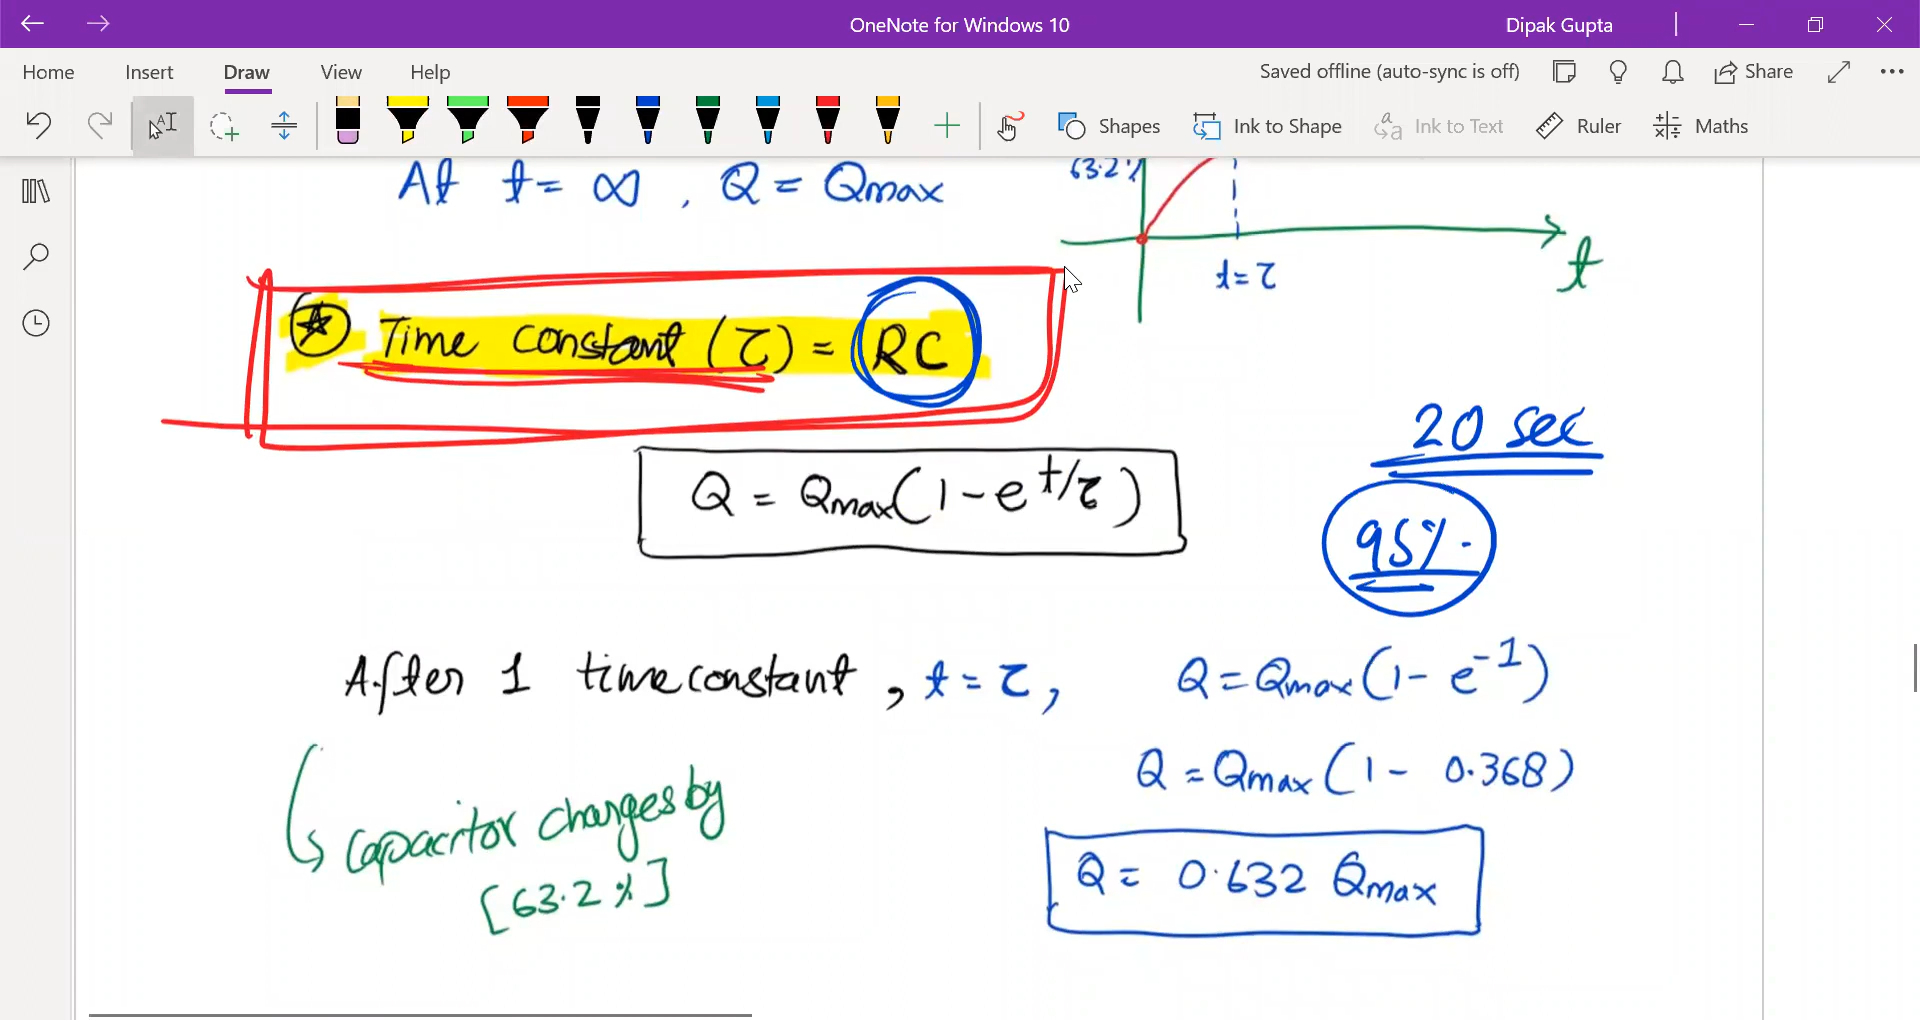 OneNote for Windows 10
Dipak Gupta
Home Insert Draw View Help
Saved offline (auto-sync is off) Share
Shapes Ink to Shape Ink to Text Ruler Maths
At t = ∞ , Q = Qmax
63.2%
t = τ
t
Time constant (τ) = RC
20 sec
Q = Qmax(1 - e^t/τ)
95%.
After 1 time constant , t = τ ,
Q = Qmax(1 - e^-1)
Q = Qmax(1 - 0.368)
Capacitor charges by
[63.2%]
Q = 0.632 Qmax